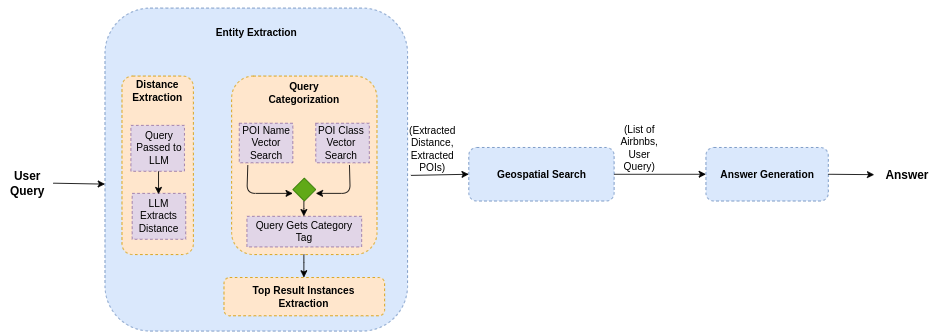 Entity Extraction
User
Query
Distance
Extraction
Query
Passed to
LLM
LLM
Extracts
Distance
Query
Categorization
POI Name
Vector
Search
POI Class
Vector
Search
Query Gets Category
Tag
Top Result Instances
Extraction
(Extracted
Distance,
Extracted
POIs)
Geospatial Search
(List of
Airbnbs,
User
Query)
Answer Generation
Answer